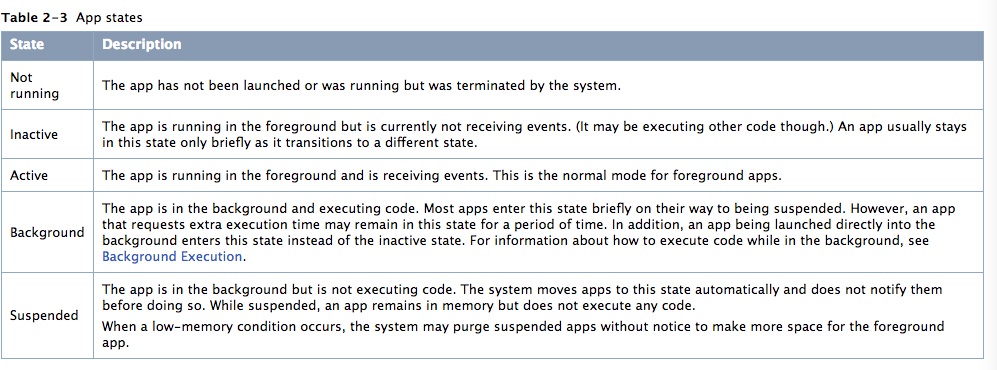 Table 2-3 App states
State Description
Not
running
The app has not been launched or was running but was terminated by the system.
Inactive
The app is running in the foreground but is currently not receiving events. (It may be executing other code though.) An app usually stays
in this state only briefly as it transitions to a different state.
Active
The app is running in the foreground and is receiving events. This is the normal mode for foreground apps.
Background
The app is in the background and executing code. Most apps enter this state briefly on their way to being suspended. However, an app
that requests extra execution time may remain in this state for a period of time. In addition, an app being launched directly into the
background enters this state instead of the inactive state. For information about how to execute code while in the background, see
Background Execution.
Suspended
The app is in the background but is not executing code. The system moves apps to this state automatically and does not notify them
before doing so. While suspended, an app remains in memory but does not execute any code.
When a low-memory condition occurs, the system may purge suspended apps without notice to make more space for the foreground
app.